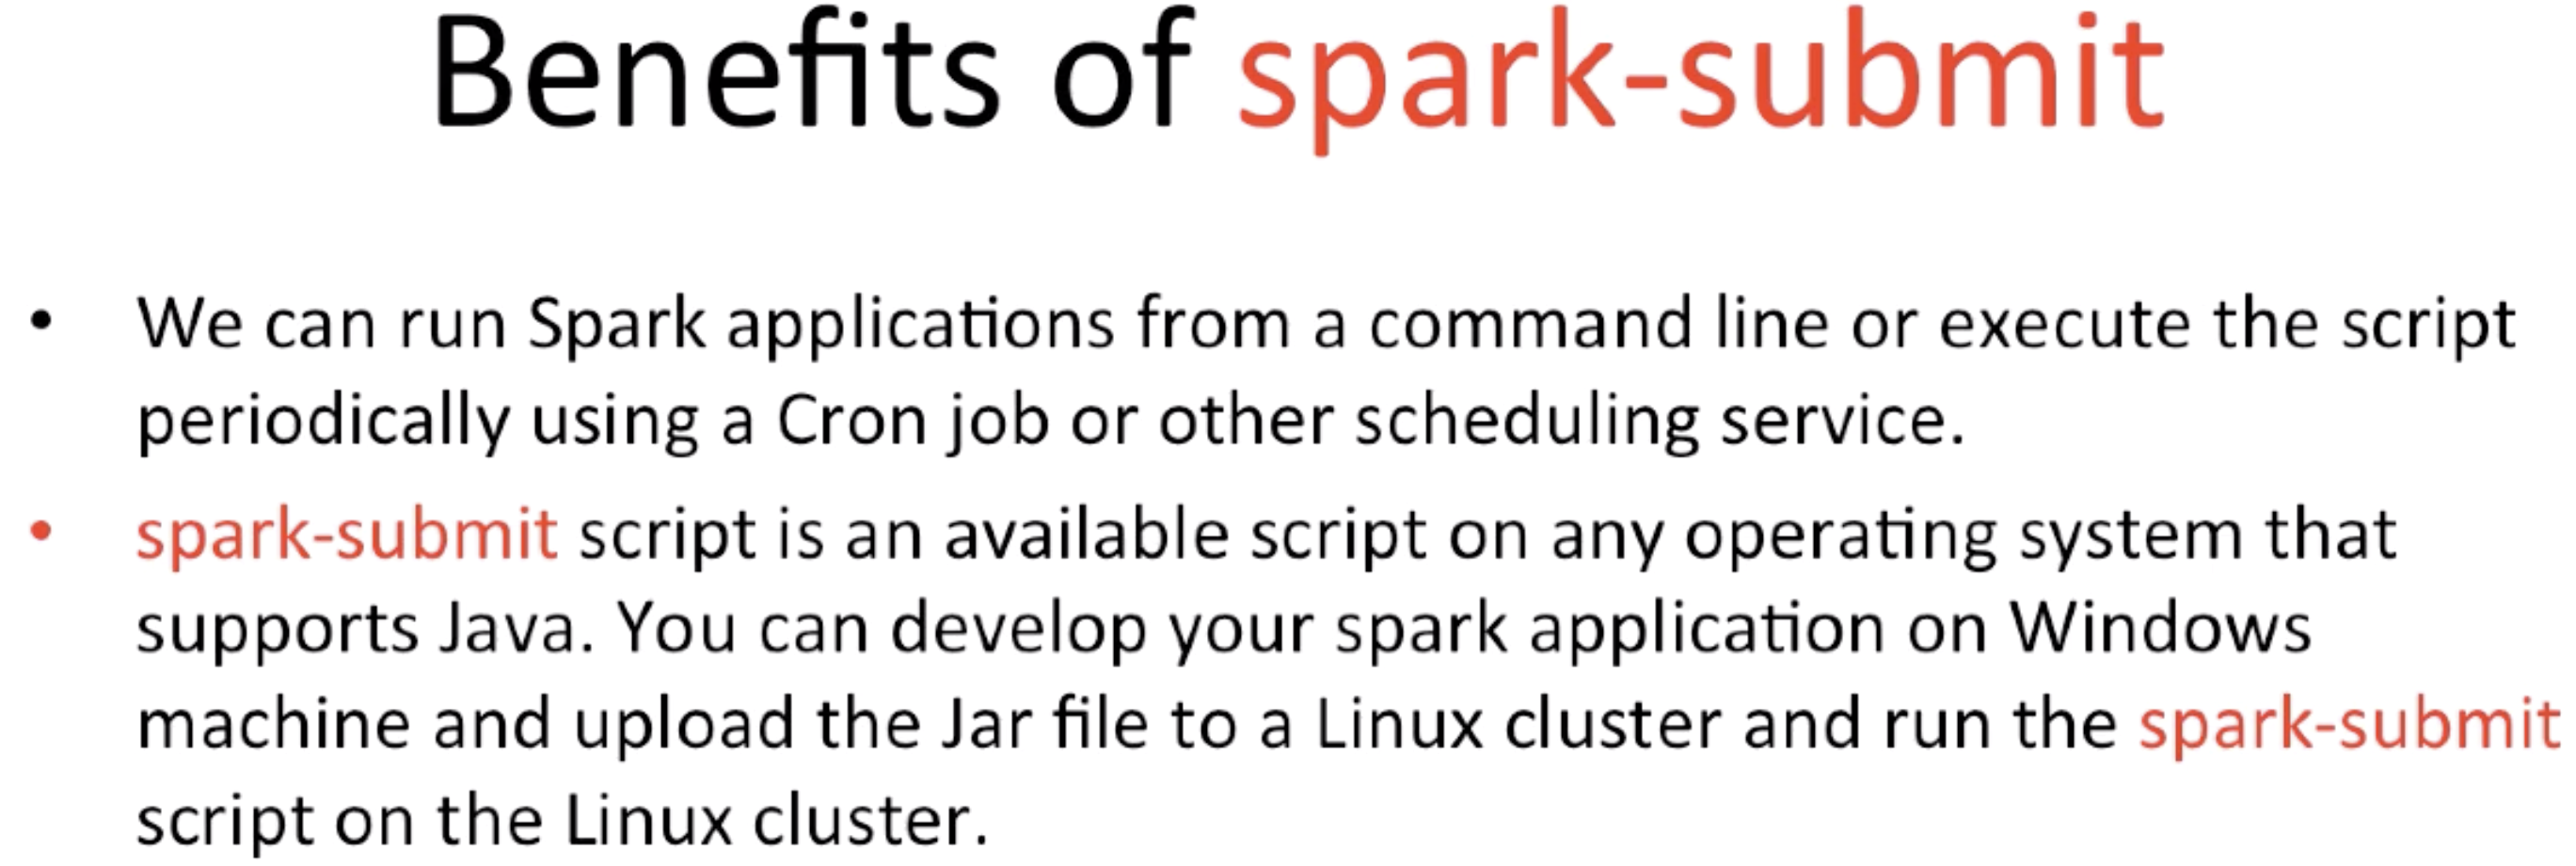 Benefits of spark-submit
• We can run Spark applications from a command line or execute the script
periodically using a Cron job or other scheduling service.
• spark-submit script is an available script on any operating system that
supports Java. You can develop your spark application on Windows
machine and upload the Jar file to a Linux cluster and run the spark-submit
script on the Linux cluster.